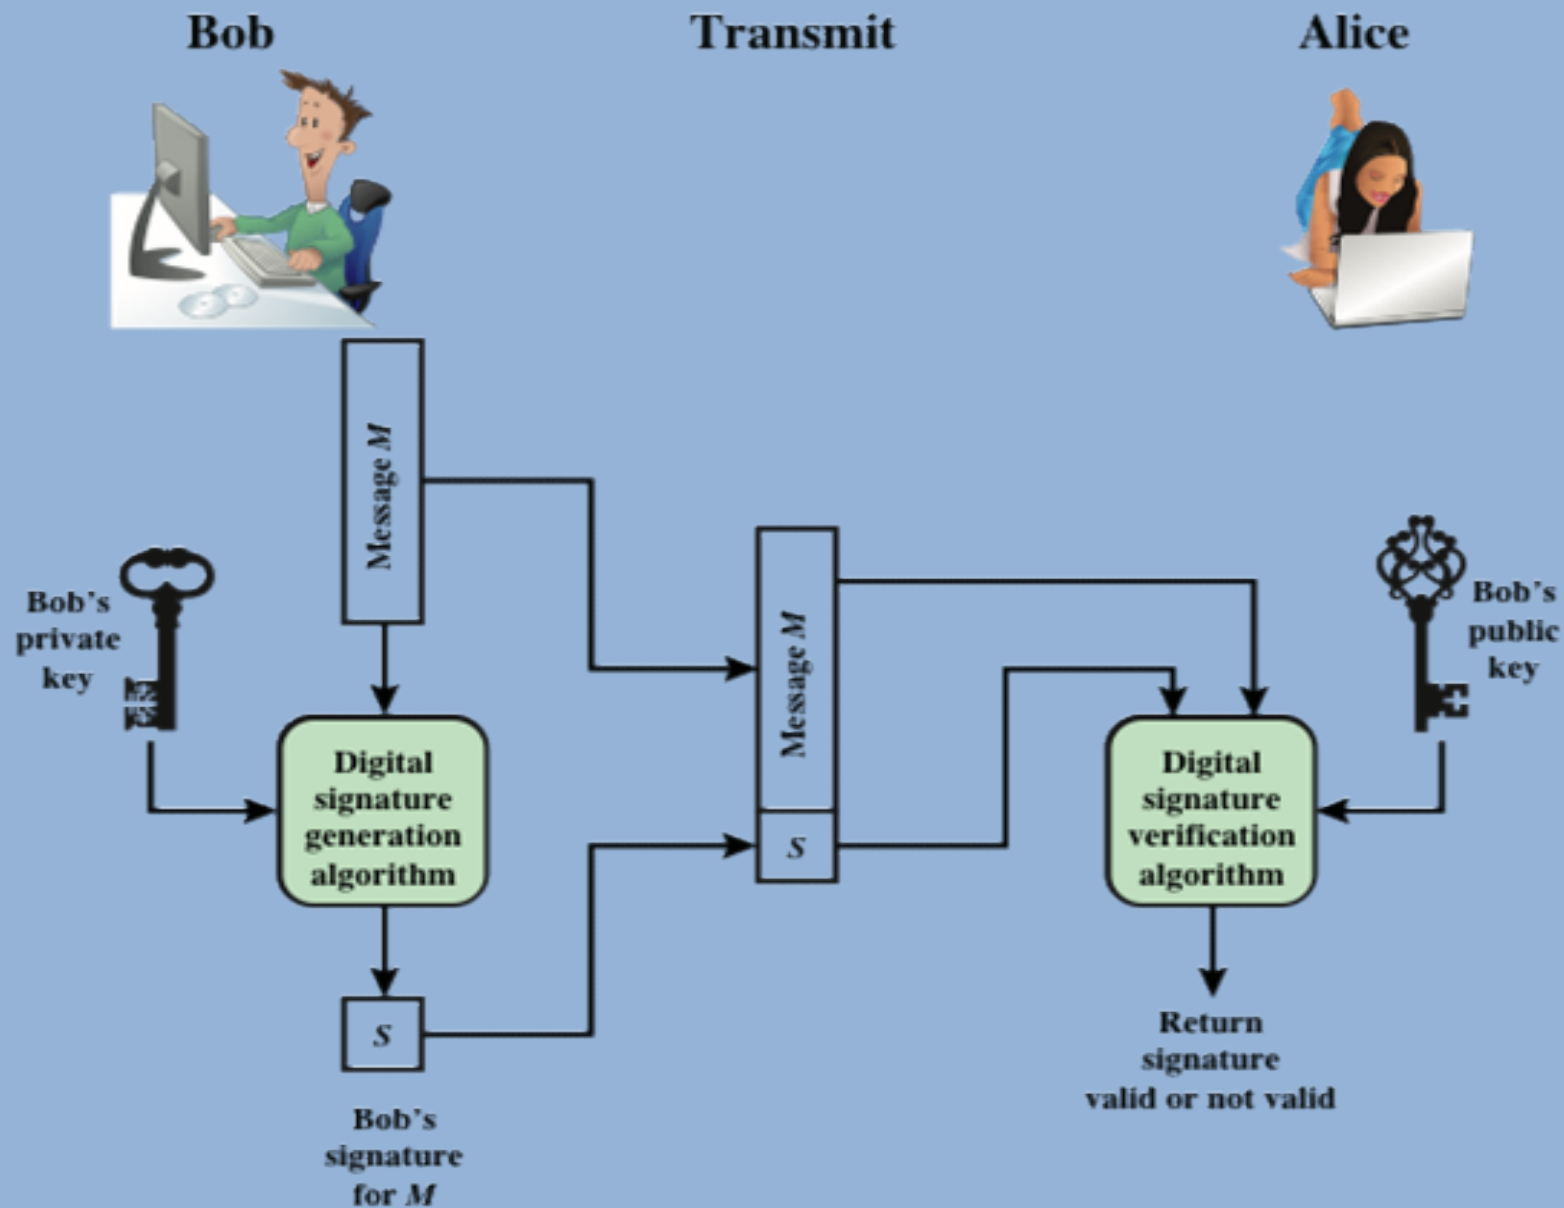 Bob
Transmit
Alice
Message M
Bob's
private
key
Digital
signature
generation
algorithm
S
Bob's
signature
for M
Message M
S
Bob's
public
key
Digital
signature
verification
algorithm
Return
signature
valid or not valid